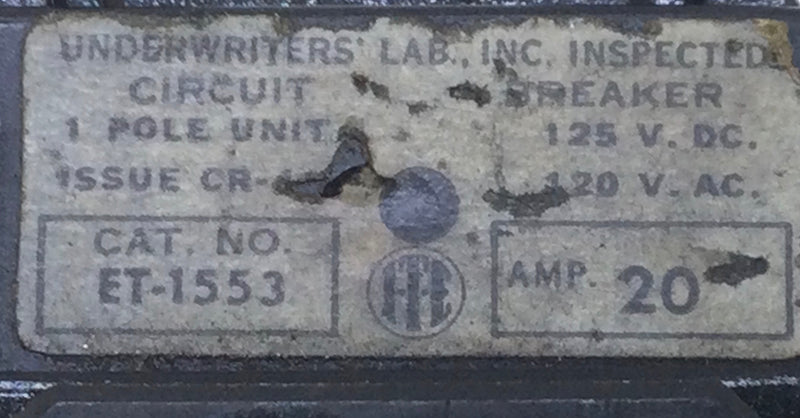 UNDERWRITERS' LAB., INC. INSPECTED
CIRCUIT BREAKER
1 POLE UNIT 125 V. DC.
ISSUE CR- 120 V. AC.
CAT. NO.
ET-1553
AMP. 20